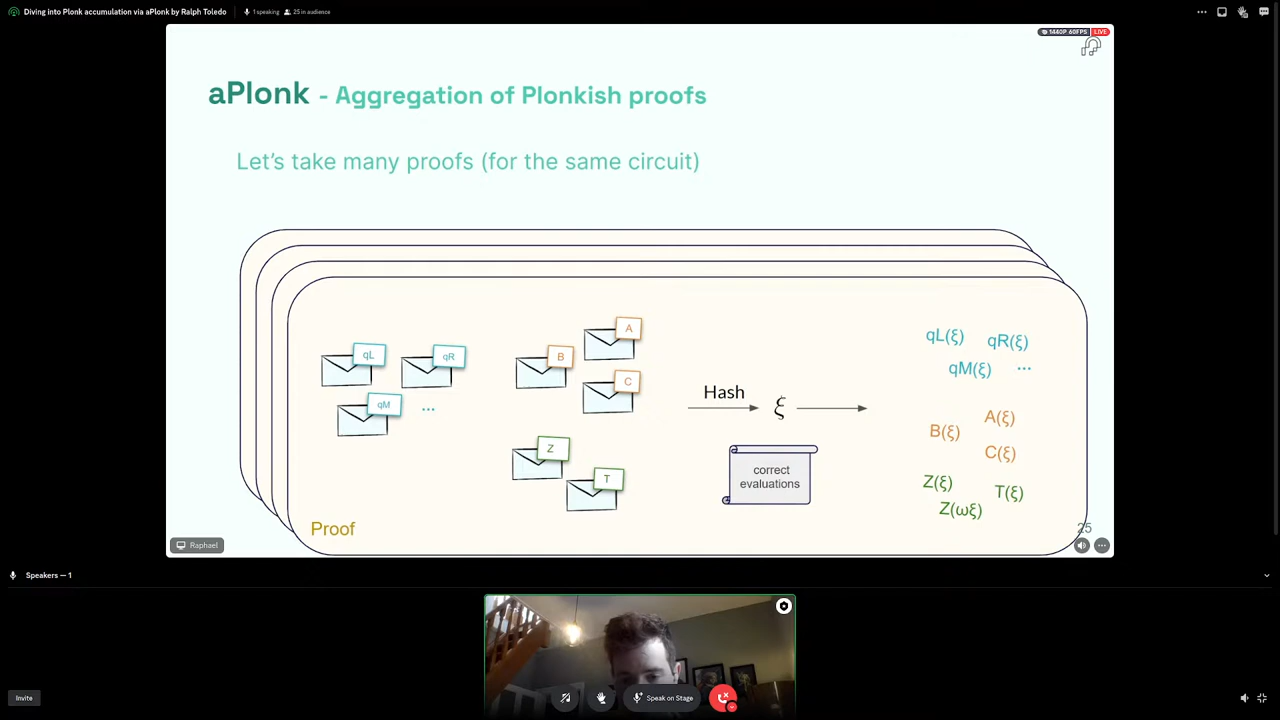 Diving into Plonk accumulation via aPlonk by Ralph Toledo
1 speaking
25 in audience
1440P 60FPS LIVE
aPlonk - Aggregation of Plonkish proofs
Let's take many proofs (for the same circuit)
qL
qR
qM
...
A
B
C
Z
T
Hash
ξ
correct
evaluations
qL(ξ) qR(ξ)
qM(ξ) ...
A(ξ)
B(ξ)
C(ξ)
Z(ξ) T(ξ)
Z(ωξ)
Proof
25
Raphael
Speakers — 1
Invite
Speak on Stage